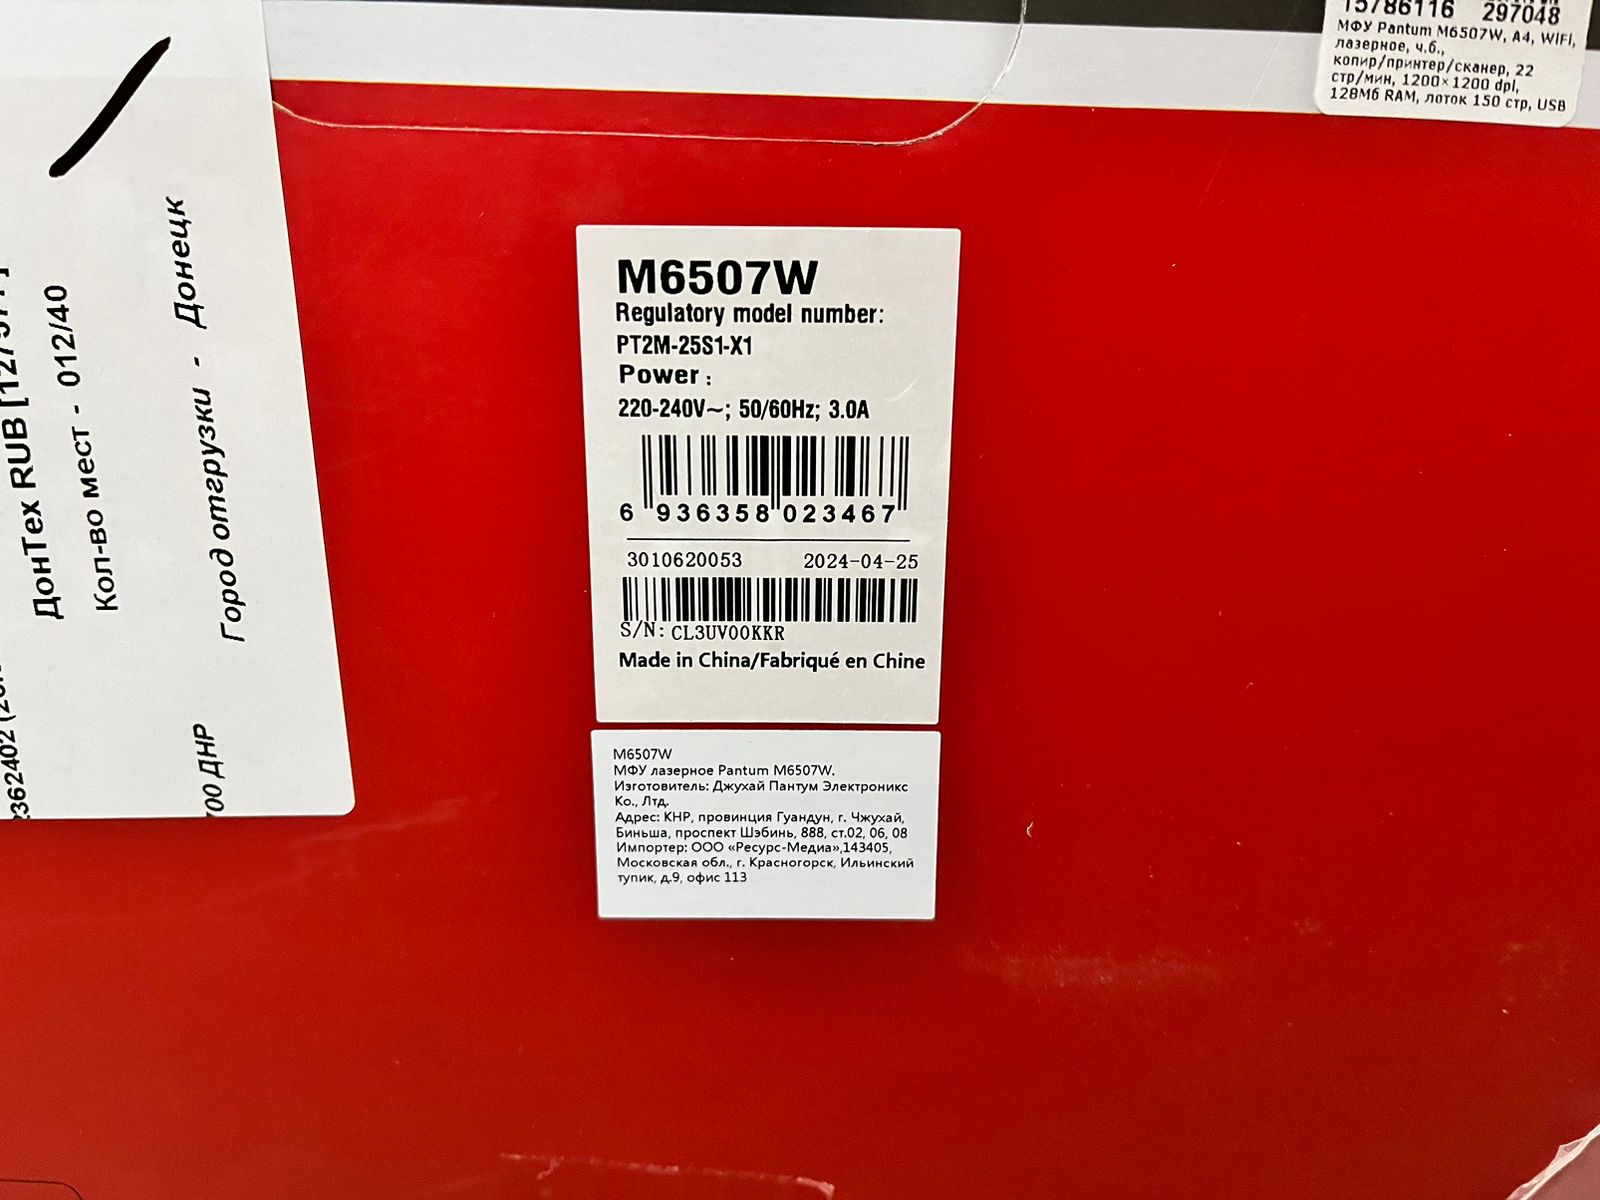 ДонТех RUB
Кол-во мест - 012/40
Город отгрузки - Донецк
ДНР
15786116 297048
МФУ Pantum M6507W, A4, WIFI,
лазерное, ч.б.,
копир/принтер/сканер, 22
стр/мин, 1200×1200 dpI,
128Мб RAM, лоток 150 стр, USB
M6507W
Regulatory model number:
PT2M-25S1-X1
Power :
220-240V~; 50/60Hz; 3.0A
6 936358 023467
3010620053 2024-04-25
S/N: CL3UV00KKR
Made in China/Fabriqué en Chine
M6507W
МФУ лазерное Pantum M6507W.
Изготовитель: Джухай Пантум Электроникс
Ко., Лтд.
Адрес: КНР, провинция Гуандун, г. Чжухай,
Биньша, проспект Шэбинь, 888, ст.02, 06, 08
Импортер: ООО «Ресурс-Медиа»,143405,
Московская обл., г. Красногорск, Ильинский
тупик, д.9, офис 113